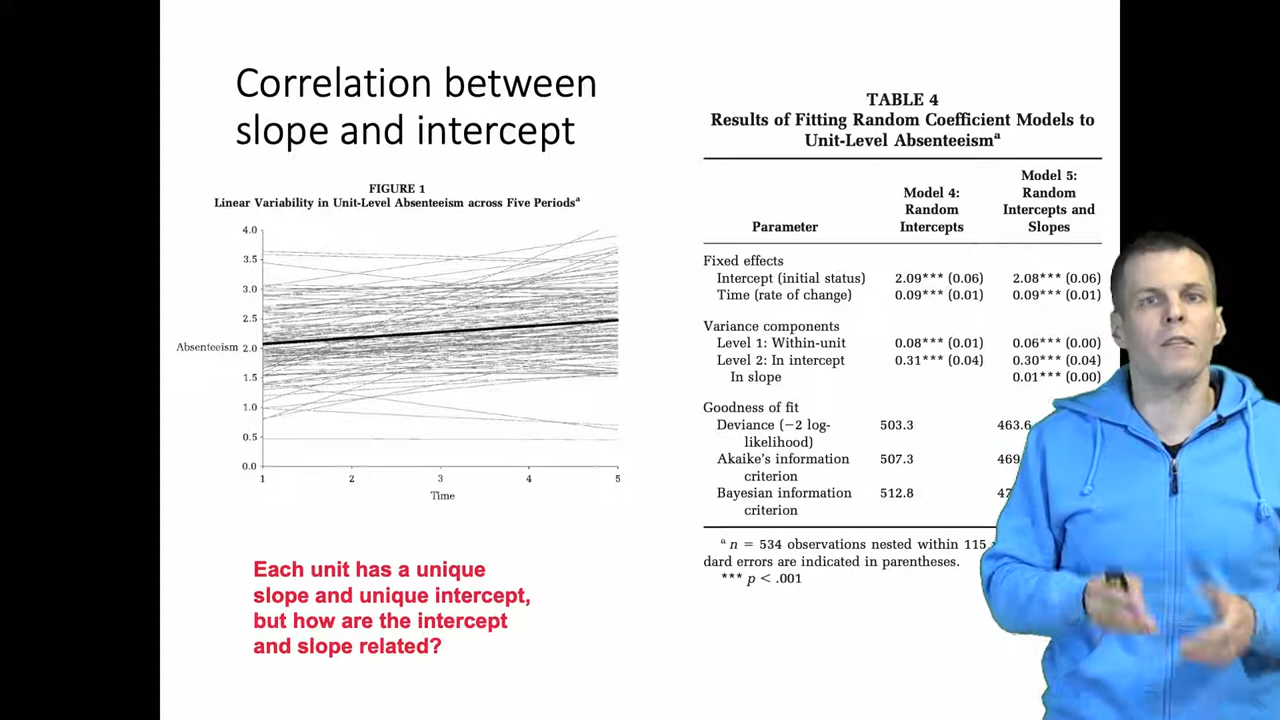 Correlation between
slope and intercept
FIGURE 1
Linear Variability in Unit-Level Absenteeism across Five Periodsᵃ
4.0
3.5
3.0
2.5
Absenteeism 2.0
1.5
1.0
0.5
0.0
1 2 3 4 5
Time
Each unit has a unique
slope and unique intercept,
but how are the intercept
and slope related?
TABLE 4
Results of Fitting Random Coefficient Models to
Unit-Level Absenteeismᵃ
Model 5:
Model 4: Random
Random Intercepts and
Parameter Intercepts Slopes
Fixed effects
Intercept (initial status) 2.09*** (0.06) 2.08*** (0.06)
Time (rate of change) 0.09*** (0.01) 0.09*** (0.01)
Variance components
Level 1: Within-unit 0.08*** (0.01) 0.06*** (0.00)
Level 2: In intercept 0.31*** (0.04) 0.30*** (0.04)
In slope 0.01*** (0.00)
Goodness of fit
Deviance (−2 log- 503.3 463.6
likelihood)
Akaike's information 507.3 469
criterion
Bayesian information 512.8 47
criterion
ᵃ n = 534 observations nested within 115
dard errors are indicated in parentheses.
*** p < .001